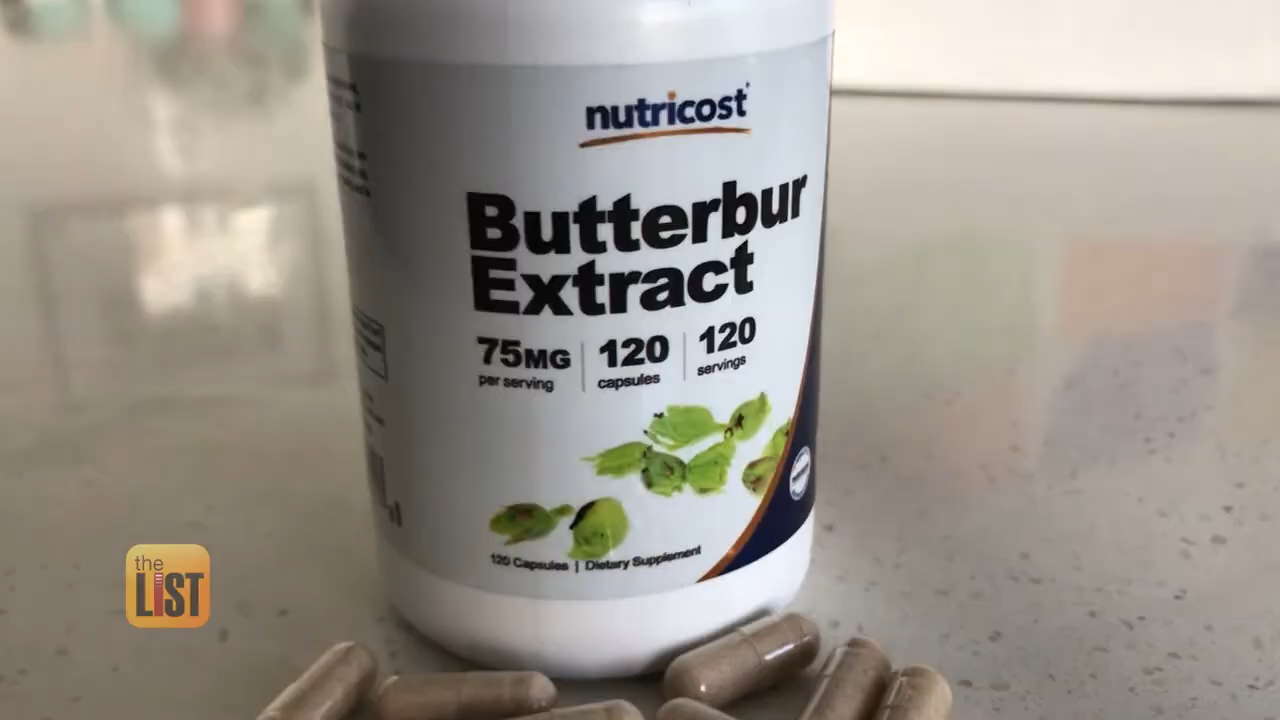 nutricost
Butterbur
Extract
75MG
per serving
120
capsules
120
servings
120 Capsules | Dietary Supplement
the
LIST